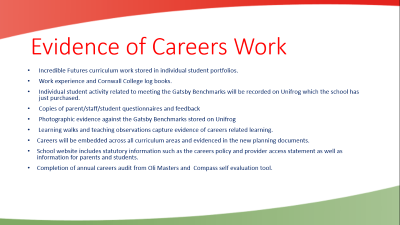 Evidence of Careers Work
• Incredible Futures curriculum work stored in individual student portfolios.
• Work experience and Cornwall College log books.
• Individual student activity related to meeting the Gatsby Benchmarks will be recorded on Unifrog which the school has
just purchased.
• Copies of parent/staff/student questionnaires and feedback
• Photographic evidence against the Gatsby Benchmarks stored on Unifrog
• Learning walks and teaching observations capture evidence of careers related learning.
• Careers will be embedded across all curriculum areas and evidenced in the new planning documents.
• School website includes statutory information such as the careers policy and provider access statement as well as
information for parents and students.
• Completion of annual careers audit from Oli Masters and Compass self evaluation tool.